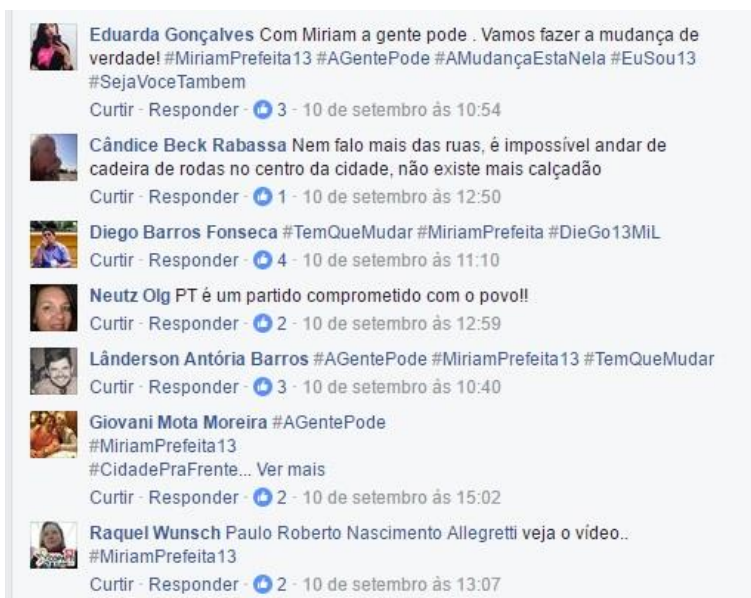 Eduarda Gonçalves Com Miriam a gente pode . Vamos fazer a mudança de
verdade! #MiriamPrefeita13 #AGentePode #AMudançaEstaNela #EuSou13
#SejaVoceTambem
Curtir · Responder · 3 · 10 de setembro às 10:54
Cândice Beck Rabassa Nem falo mais das ruas, é impossível andar de
cadeira de rodas no centro da cidade, não existe mais calçadão
Curtir · Responder · 1 · 10 de setembro às 12:50
Diego Barros Fonseca #TemQueMudar #MiriamPrefeita #DieGo13MiL
Curtir · Responder · 4 · 10 de setembro às 11:10
Neutz Olg PT é um partido comprometido com o povo!!
Curtir · Responder · 2 · 10 de setembro às 12:59
Lânderson Antória Barros #AGentePode #MiriamPrefeita13 #TemQueMudar
Curtir · Responder · 3 · 10 de setembro às 10:40
Giovani Mota Moreira #AGentePode
#MiriamPrefeita13
#CidadePraFrente... Ver mais
Curtir · Responder · 2 · 10 de setembro às 15:02
Raquel Wunsch Paulo Roberto Nascimento Allegretti veja o vídeo..
#MiriamPrefeita13
Curtir · Responder · 2 · 10 de setembro às 13:07